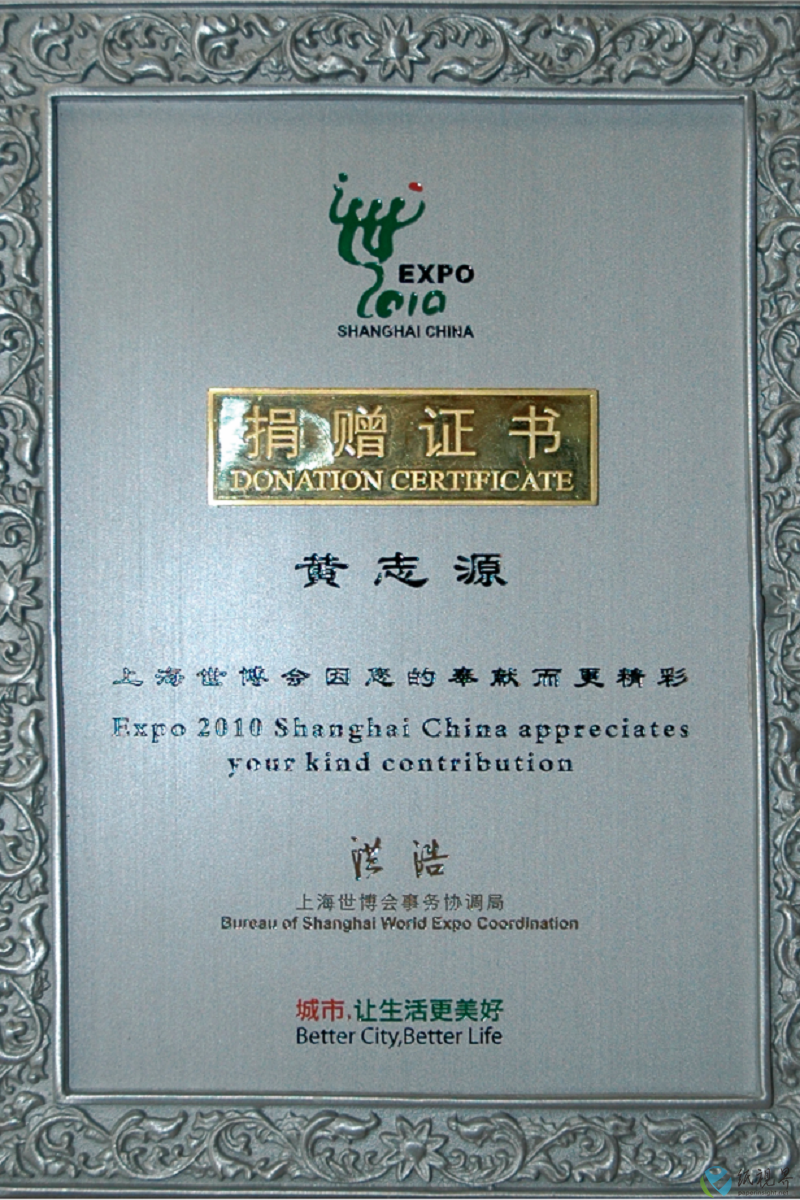 世
EXPO
2010
SHANGHAI CHINA
捐赠证书
DONATION CERTIFICATE
黄志源
上海世博会因您的奉献而更精彩
Expo 2010 Shanghai China appreciates
your kind contribution
洪浩
上海世博会事务协调局
Bureau of Shanghai World Expo Coordination
城市,让生活更美好
Better City,Better Life